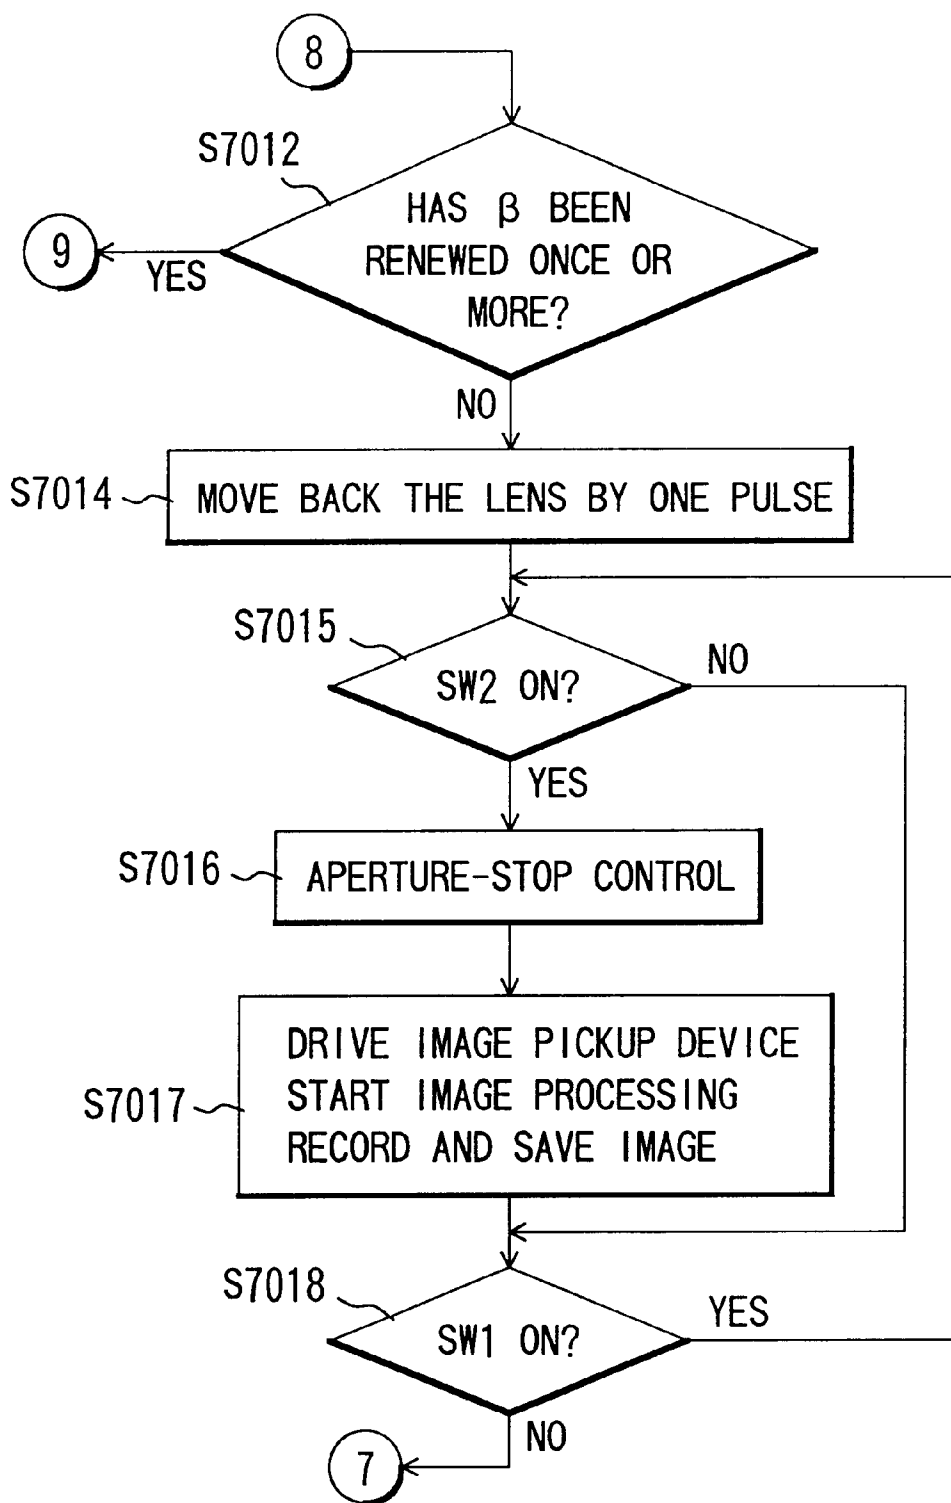 8
S7012
HAS β BEEN
RENEWED ONCE OR
MORE?
9
YES
NO
S7014
MOVE BACK THE LENS BY ONE PULSE
S7015
SW2 ON?
NO
YES
S7016
APERTURE-STOP CONTROL
S7017
DRIVE IMAGE PICKUP DEVICE
START IMAGE PROCESSING
RECORD AND SAVE IMAGE
S7018
SW1 ON?
YES
NO
7